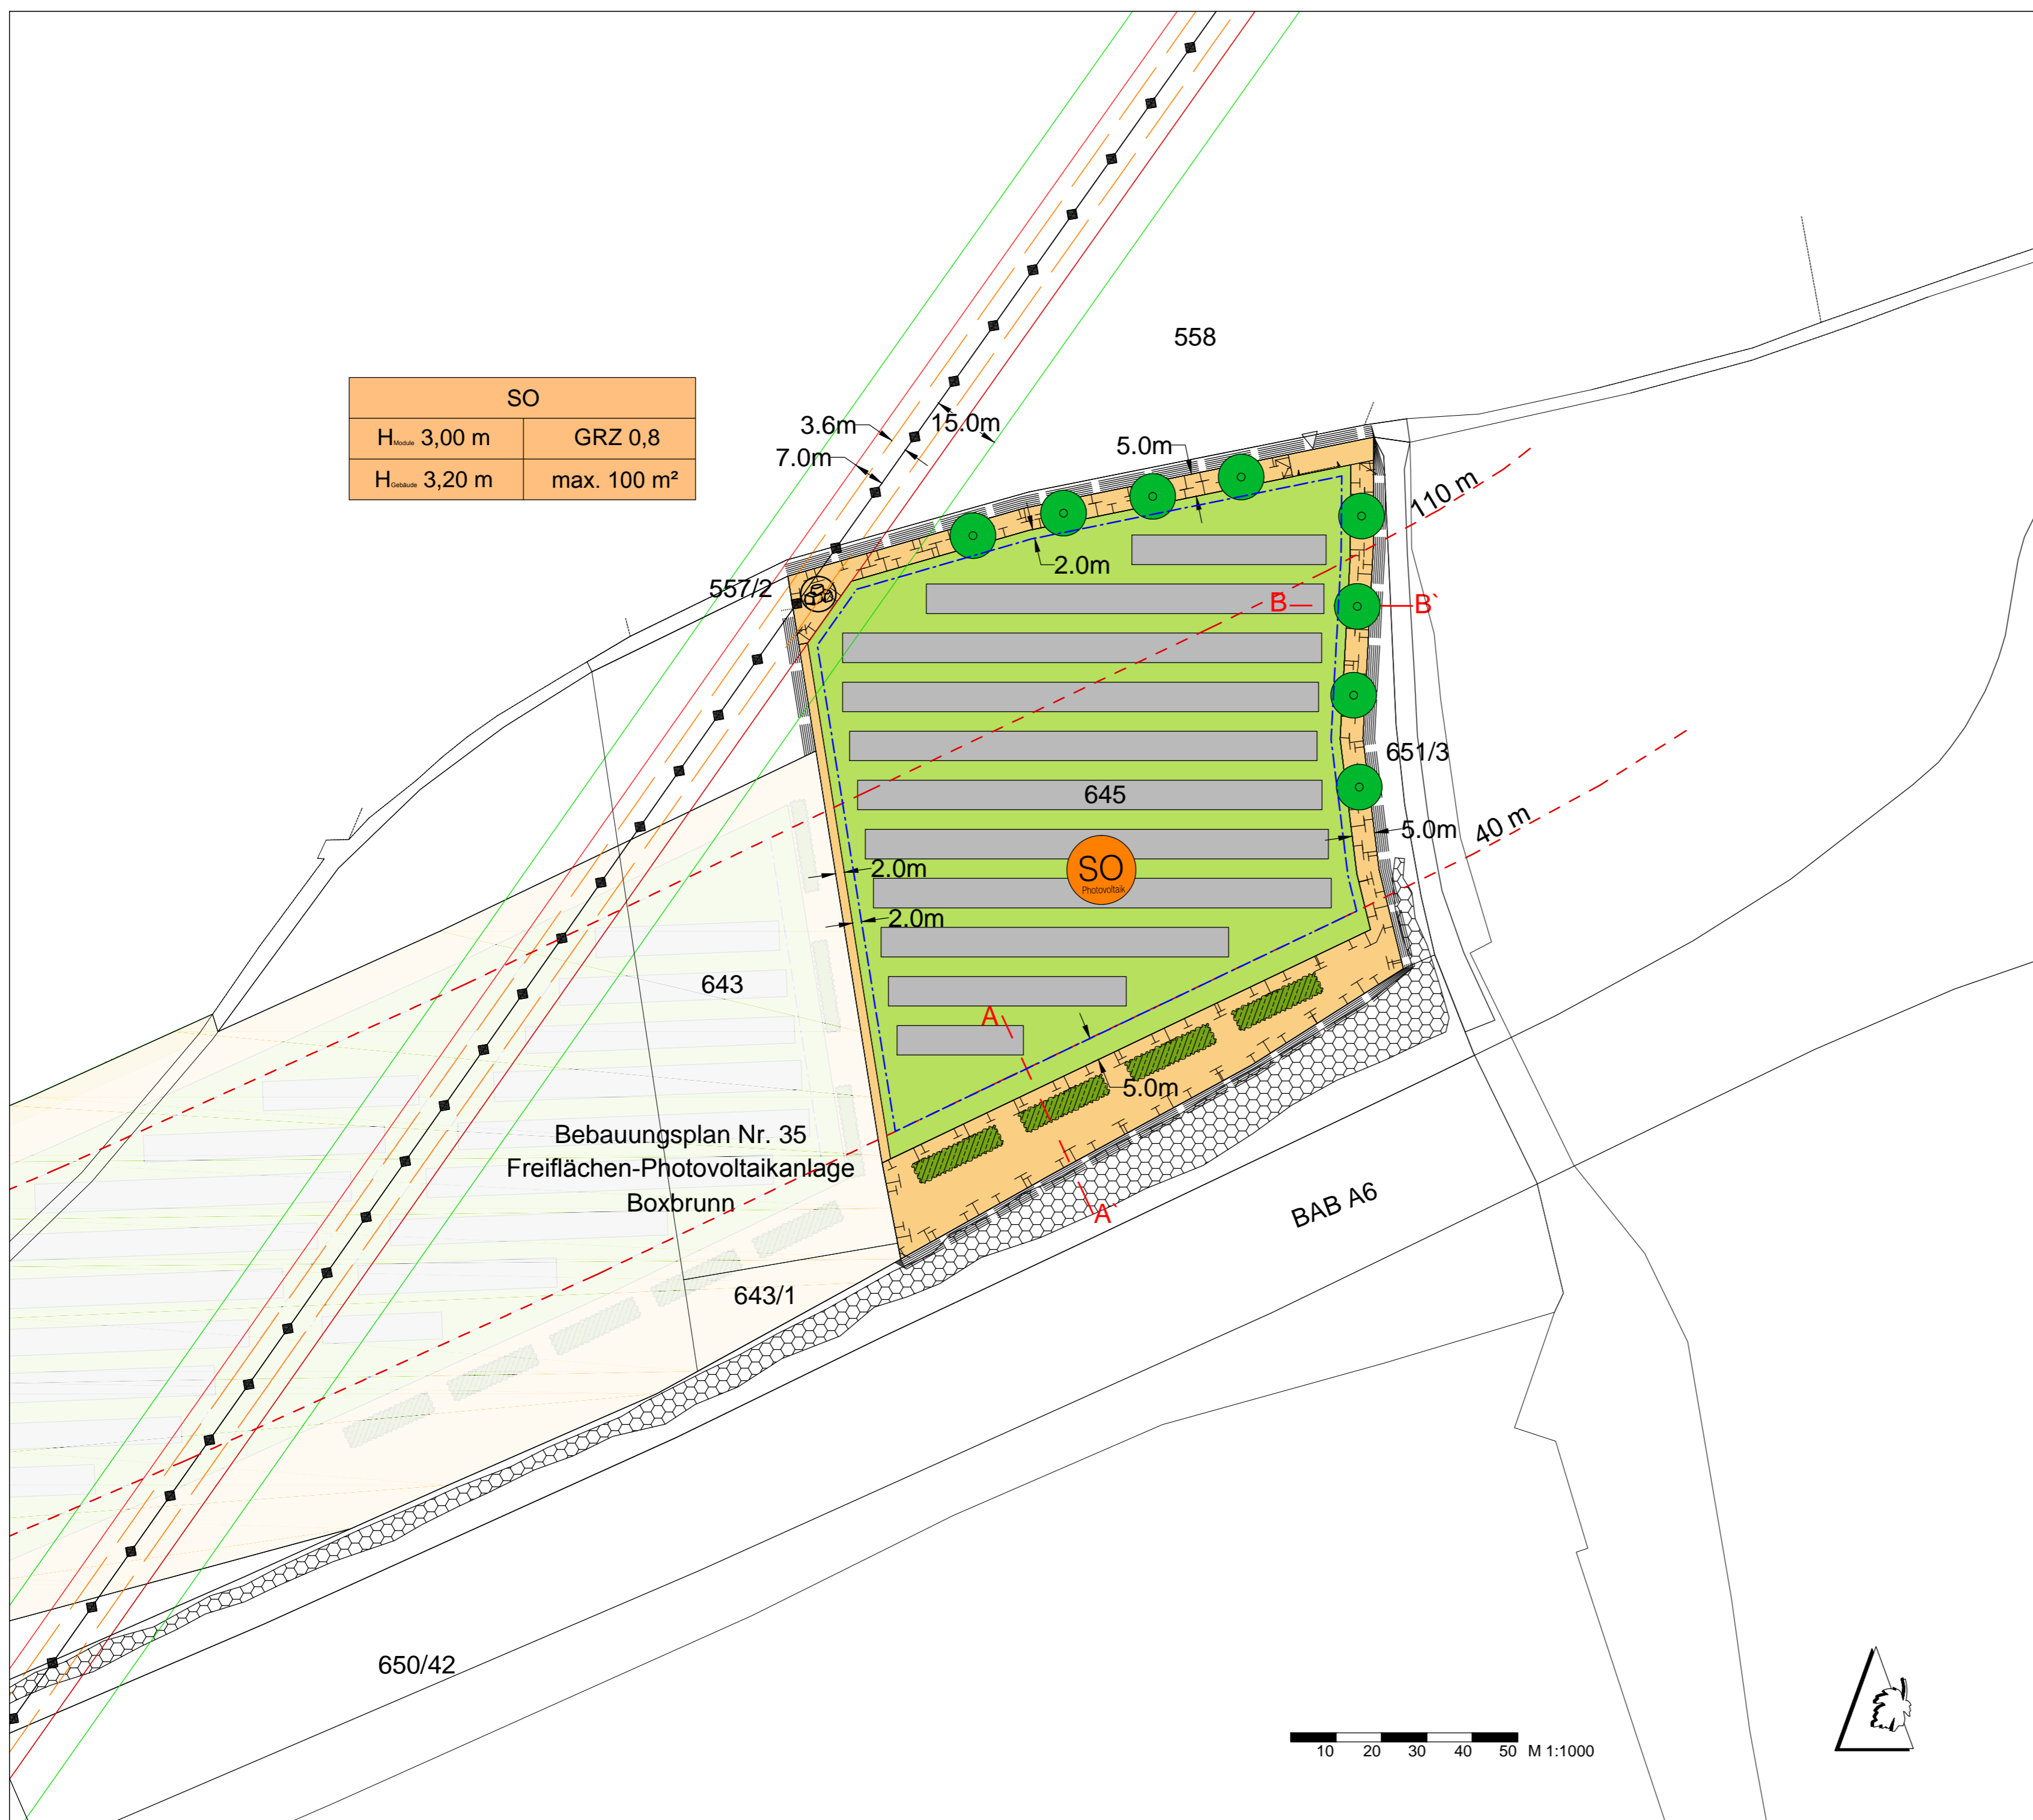 558
SO
H Module 3,00 m
GRZ 0,8
H Gebäude 3,20 m
max. 100 m²
3.6m
15.0m
7.0m
5.0m
110 m
2.0m
557/2
B
B`
651/3
645
40 m
5.0m
SO
Photovoltaik
2.0m
2.0m
643
A
5.0m
Bebauungsplan Nr. 35
Freiflächen-Photovoltaikanlage
Boxbrunn
A`
BAB A6
643/1
650/42
10 20 30 40 50 M 1:1000